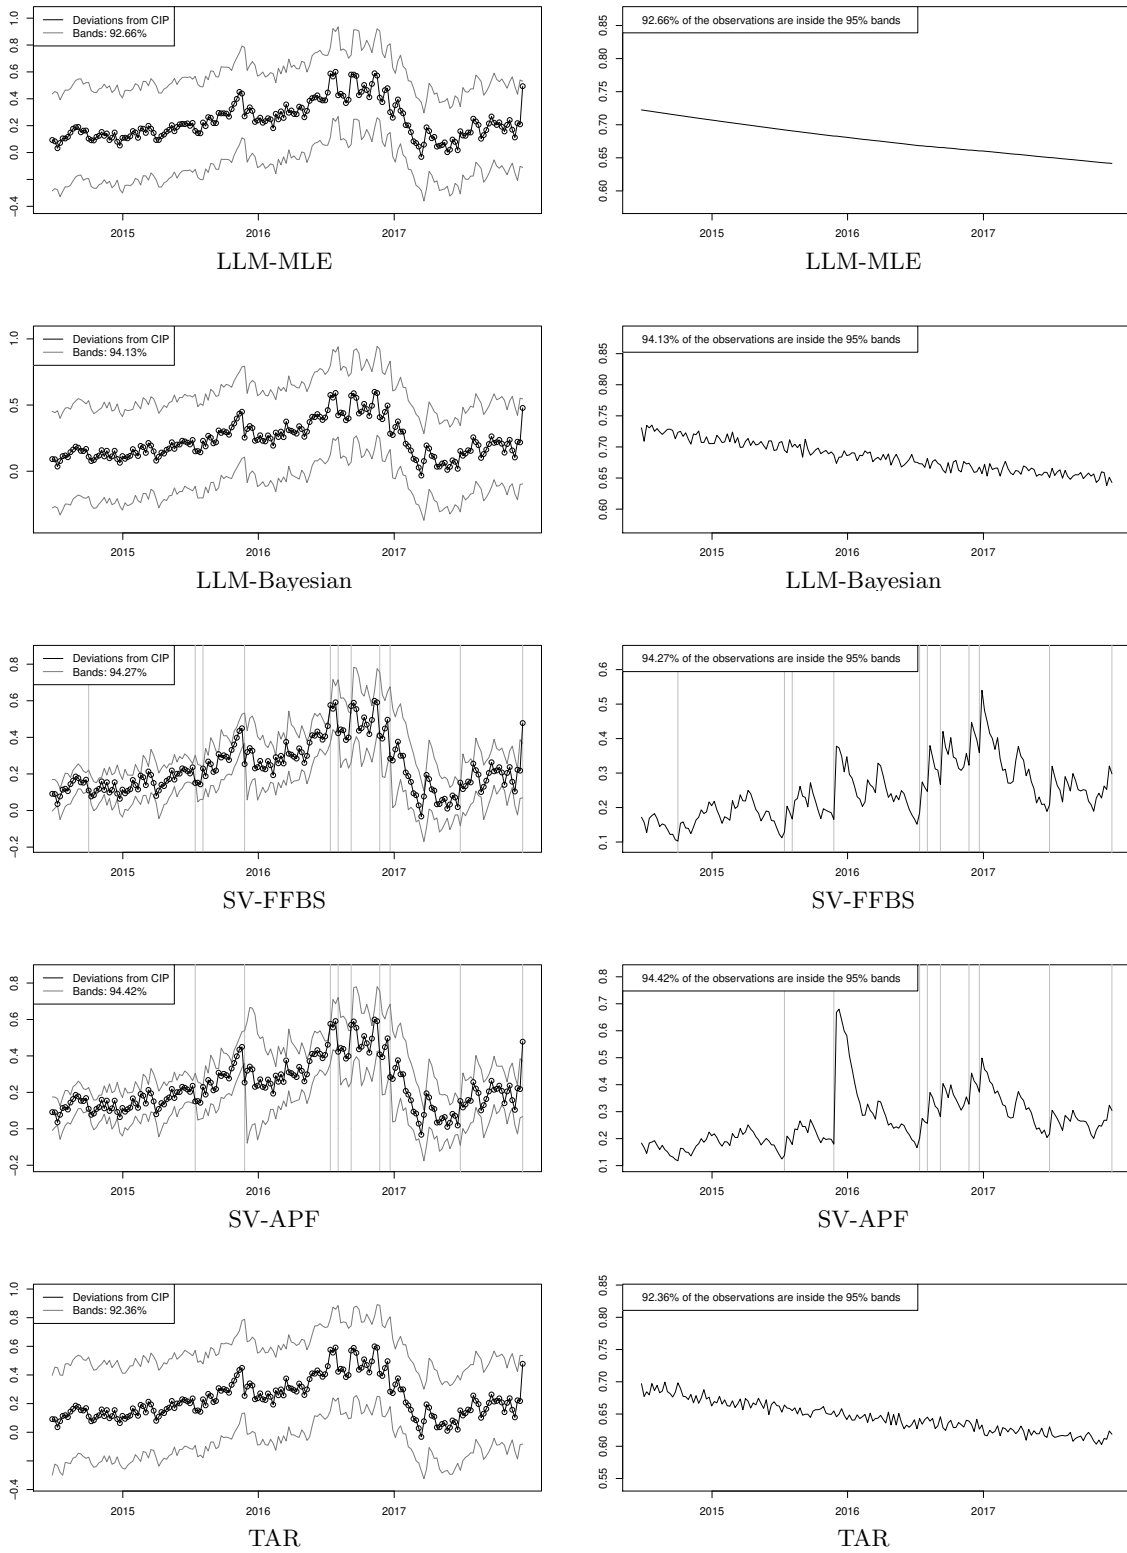 Deviations from CIP
Bands: 92.66%
−0.4 0.0 0.2 0.4 0.6 0.8 1.0
2015 2016 2017
LLM-MLE
92.66% of the observations are inside the 95% bands
0.60 0.65 0.70 0.75 0.80 0.85
2015 2016 2017
LLM-MLE
Deviations from CIP
Bands: 94.13%
0.0 0.5 1.0
2015 2016 2017
LLM-Bayesian
94.13% of the observations are inside the 95% bands
0.60 0.65 0.70 0.75 0.80 0.85
2015 2016 2017
LLM-Bayesian
Deviations from CIP
Bands: 94.27%
−0.2 0.0 0.2 0.4 0.6 0.8
2015 2016 2017
SV-FFBS
94.27% of the observations are inside the 95% bands
0.1 0.2 0.3 0.4 0.5 0.6
2015 2016 2017
SV-FFBS
Deviations from CIP
Bands: 94.42%
−0.2 0.0 0.2 0.4 0.6 0.8
2015 2016 2017
SV-APF
94.42% of the observations are inside the 95% bands
0.1 0.2 0.3 0.4 0.5 0.6 0.7 0.8
2015 2016 2017
SV-APF
Deviations from CIP
Bands: 92.36%
−0.4 0.0 0.2 0.4 0.6 0.8 1.0
2015 2016 2017
TAR
92.36% of the observations are inside the 95% bands
0.55 0.60 0.65 0.70 0.75 0.80 0.85
2015 2016 2017
TAR